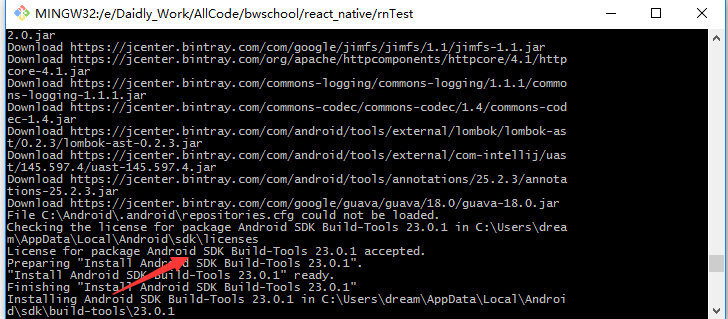 MINGW32:/e/Daidly_Work/AllCode/bwschool/react_native/rnTest
2.0.jar
Download https://jcenter.bintray.com/com/google/jimfs/jimfs/1.1/jimfs-1.1.jar
Download https://jcenter.bintray.com/org/apache/httpcomponents/httpcore/4.1/http
core-4.1.jar
Download https://jcenter.bintray.com/commons-logging/commons-logging/1.1.1/commo
ns-logging-1.1.1.jar
Download https://jcenter.bintray.com/commons-codec/commons-codec/1.4/commons-cod
ec-1.4.jar
Download https://jcenter.bintray.com/com/android/tools/external/lombok/lombok-as
t/0.2.3/lombok-ast-0.2.3.jar
Download https://jcenter.bintray.com/com/android/tools/external/com-intellij/uas
t/145.597.4/uast-145.597.4.jar
Download https://jcenter.bintray.com/com/android/tools/annotations/25.2.3/annota
tions-25.2.3.jar
Download https://jcenter.bintray.com/com/google/guava/guava/18.0/guava-18.0.jar
File C:\Android\.android\repositories.cfg could not be loaded.
Checking the license for package Android SDK Build-Tools 23.0.1 in C:\Users\drea
m\AppData\Local\Android\sdk\licenses
License for package Android SDK Build-Tools 23.0.1 accepted.
Preparing "Install Android SDK Build-Tools 23.0.1".
"Install Android SDK Build-Tools 23.0.1" ready.
Finishing "Install Android SDK Build-Tools 23.0.1"
Installing Android SDK Build-Tools 23.0.1 in C:\Users\dream\AppData\Local\Androi
d\sdk\build-tools\23.0.1